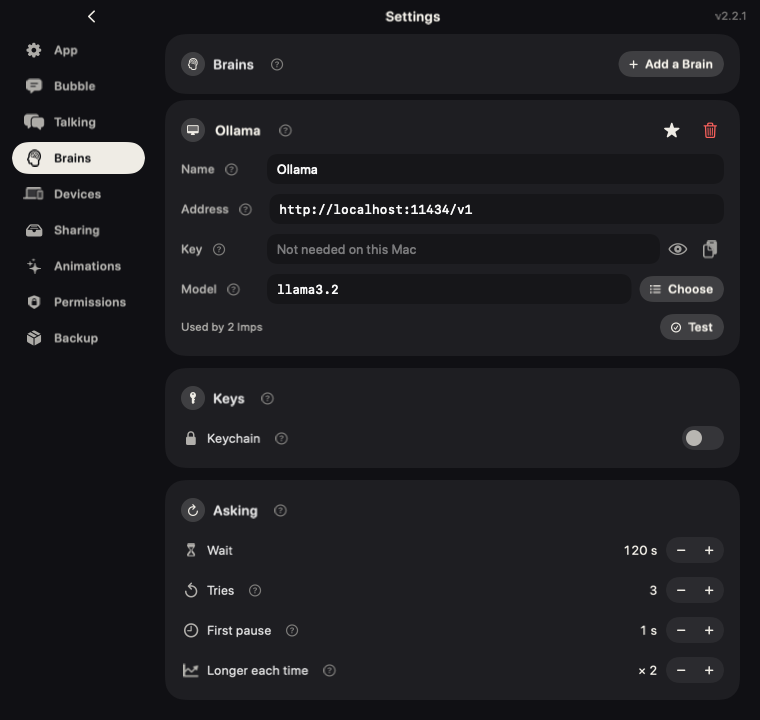 Settings
v2.2.1
App
Bubble
Talking
Brains
Devices
Sharing
Animations
Permissions
Backup
Brains
+ Add a Brain
Ollama
Name
Ollama
Address
http://localhost:11434/v1
Key
Not needed on this Mac
Model
llama3.2
Choose
Used by 2 Imps
Test
Keys
Keychain
Asking
Wait
120 s
− +
Tries
3
− +
First pause
1 s
− +
Longer each time
× 2
− +